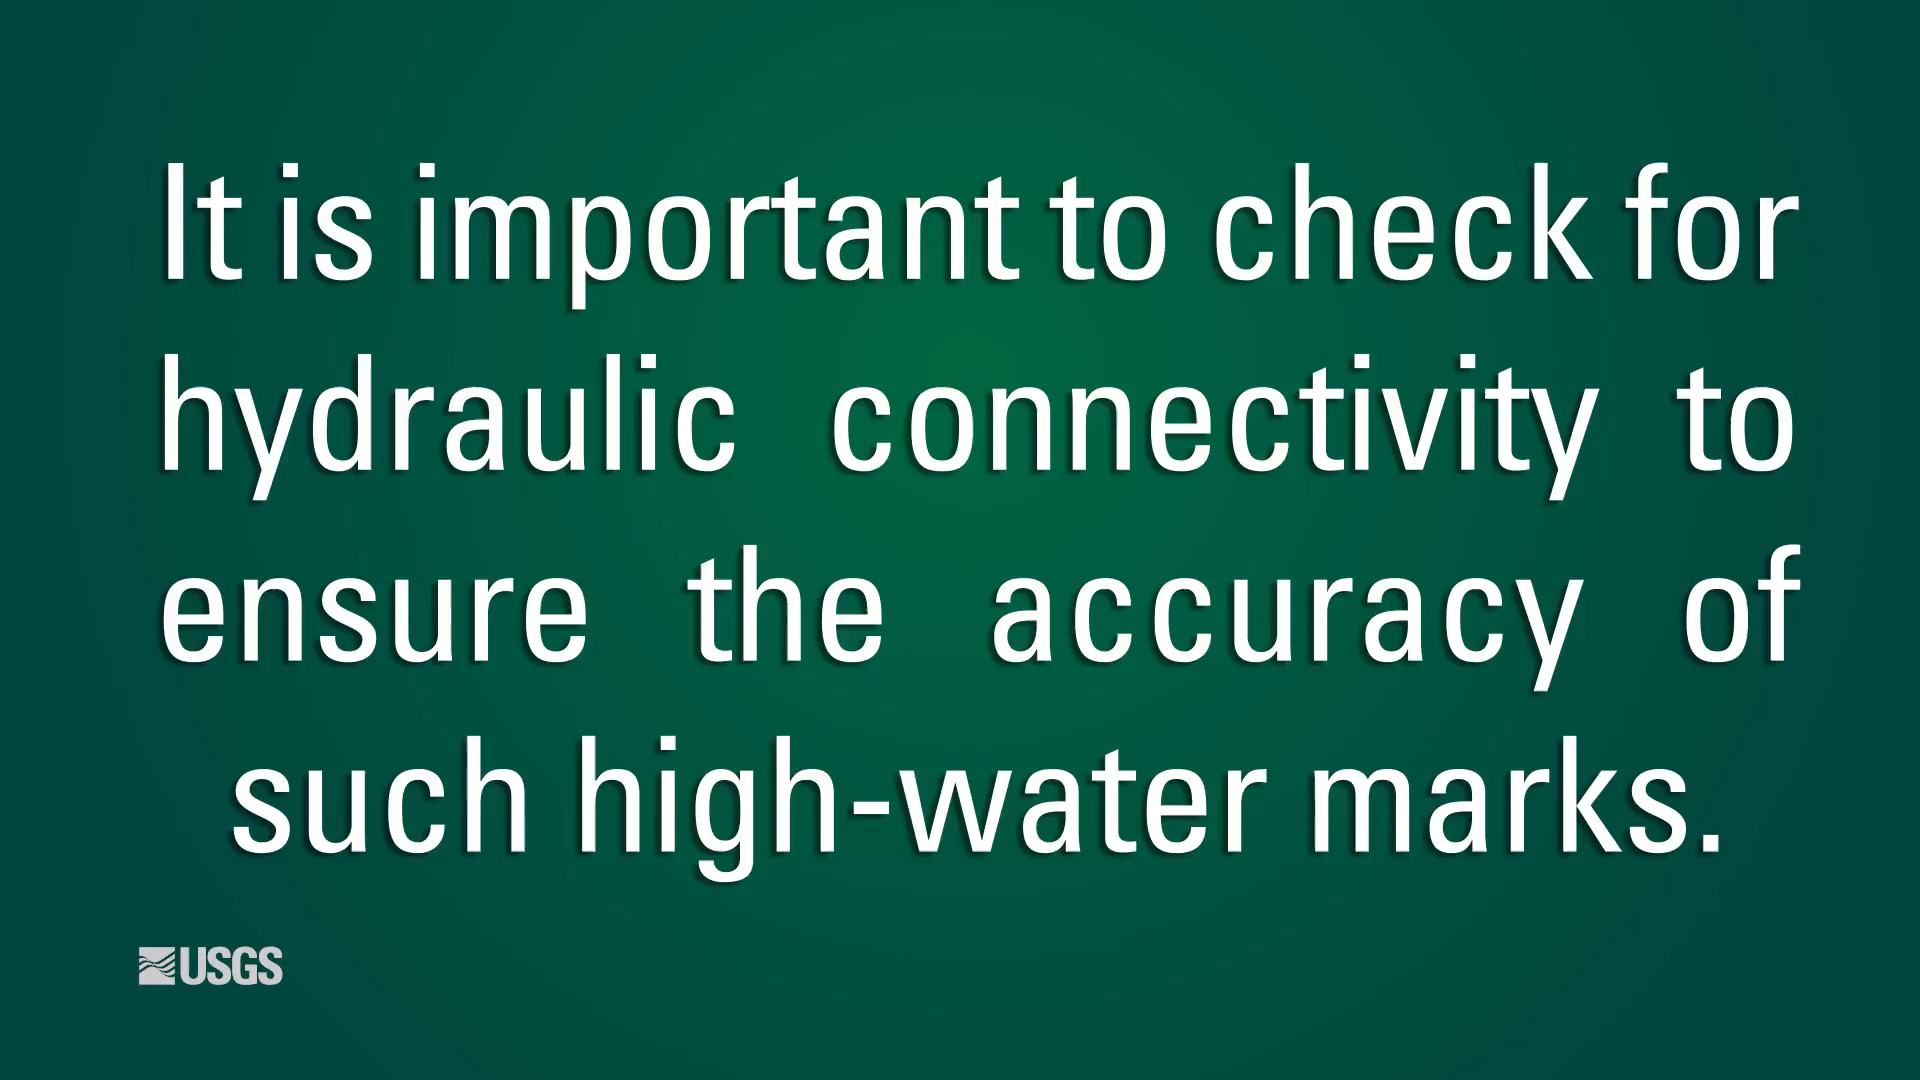 It is important to check for
hydraulic connectivity to
ensure the accuracy of
such high-water marks.
USGS